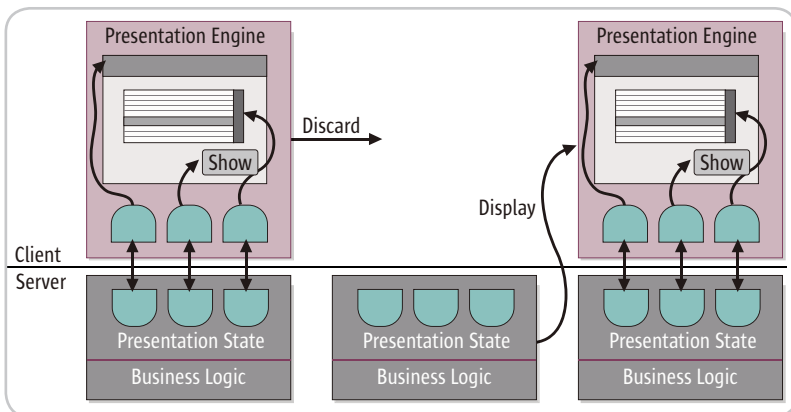 Presentation Engine
Presentation Engine
Discard
Show
Show
Display
Client
Server
Presentation State
Presentation State
Presentation State
Business Logic
Business Logic
Business Logic